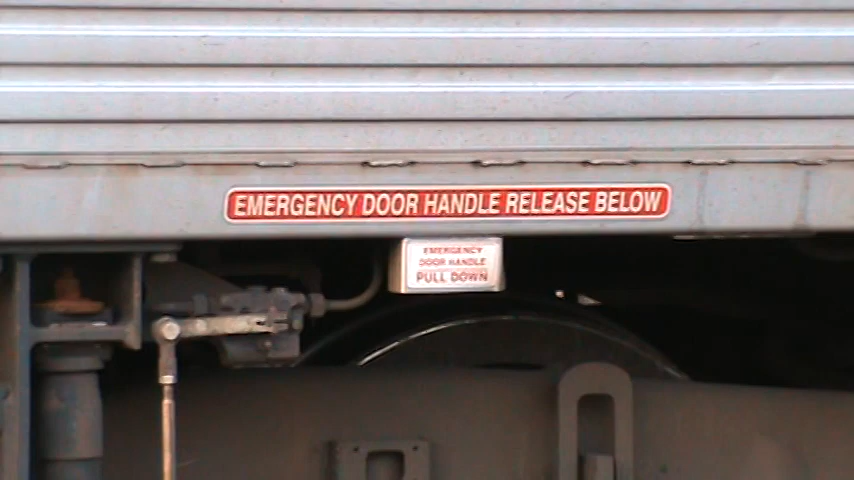 EMERGENCY DOOR HANDLE RELEASE BELOW
EMERGENCY
DOOR HANDLE
PULL DOWN